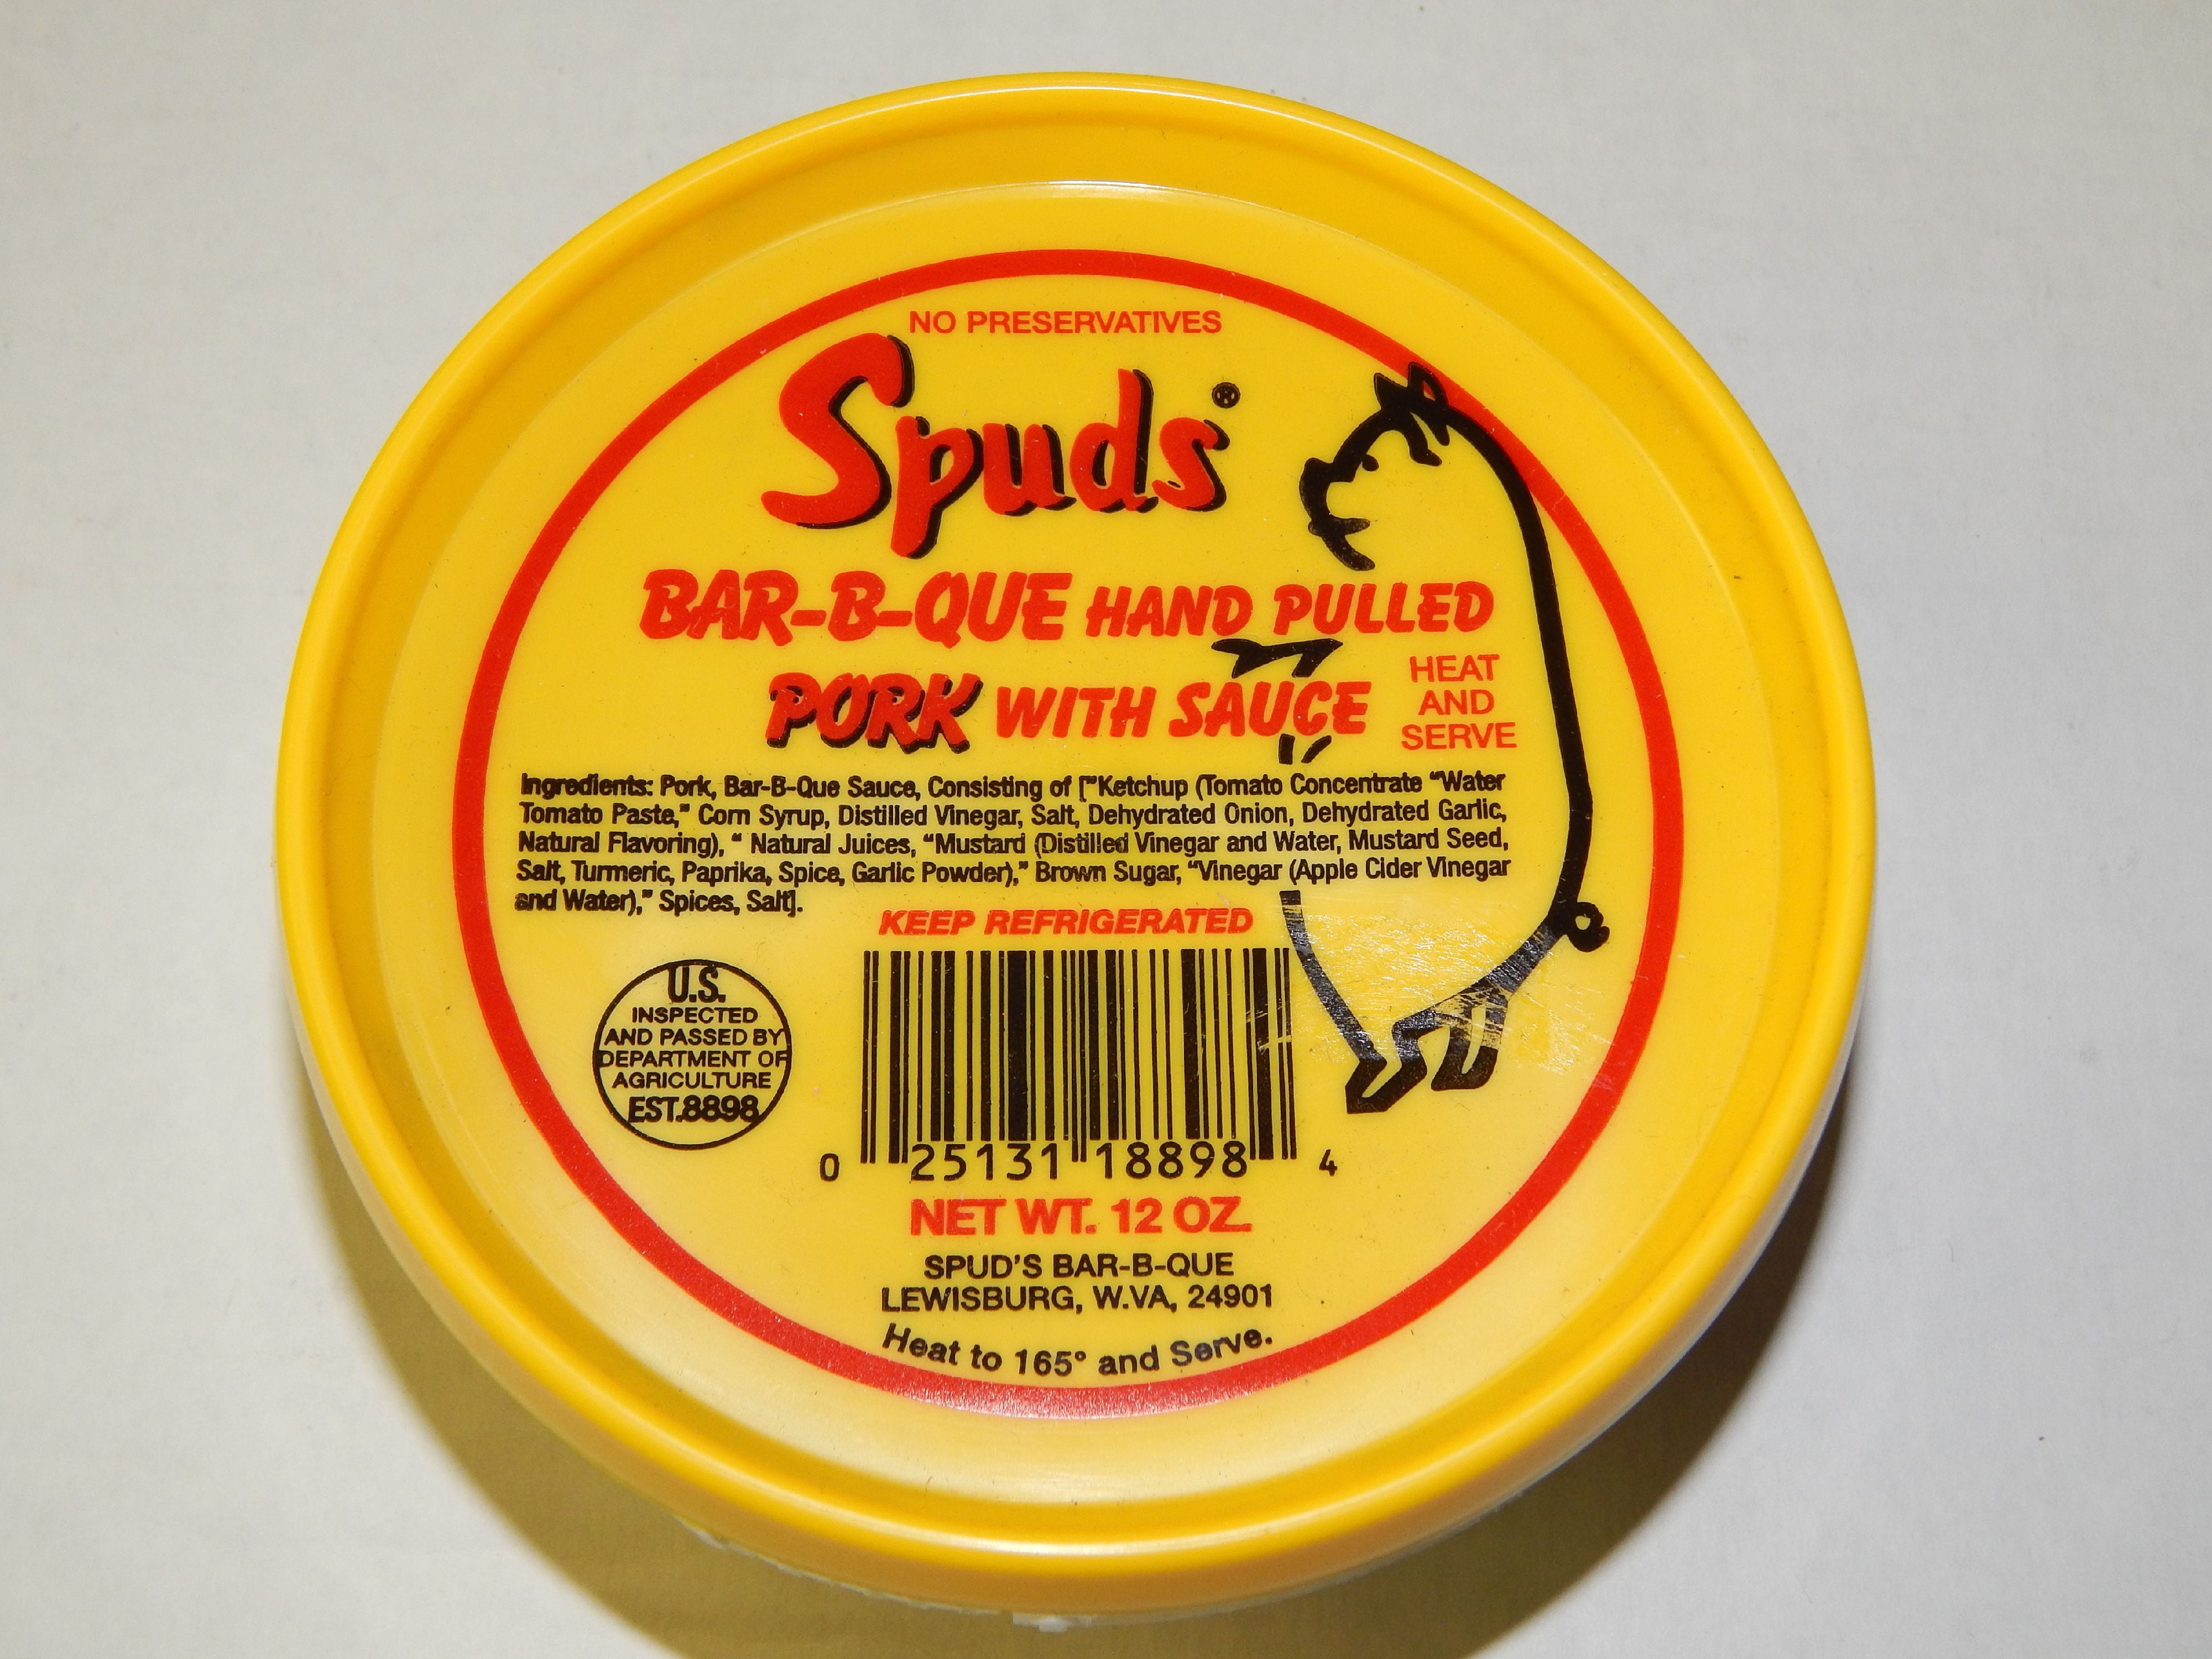 NO PRESERVATIVES
Spuds®
BAR-B-QUE HAND PULLED
PORK WITH SAUCE
HEAT
AND
SERVE
Ingredients: Pork, Bar-B-Que Sauce, Consisting of ["Ketchup (Tomato Concentrate "Water
Tomato Paste," Corn Syrup, Distilled Vinegar, Salt, Dehydrated Onion, Dehydrated Garlic,
Natural Flavoring), " Natural Juices, "Mustard (Distilled Vinegar and Water, Mustard Seed,
Salt, Turmeric, Paprika, Spice, Garlic Powder)," Brown Sugar, "Vinegar (Apple Cider Vinegar
and Water)," Spices, Salt].
KEEP REFRIGERATED
U.S.
INSPECTED
AND PASSED BY
DEPARTMENT OF
AGRICULTURE
EST.8898
0 25131 18898 4
NET WT. 12 OZ.
SPUD'S BAR-B-QUE
LEWISBURG, W.VA, 24901
Heat to 165° and Serve.